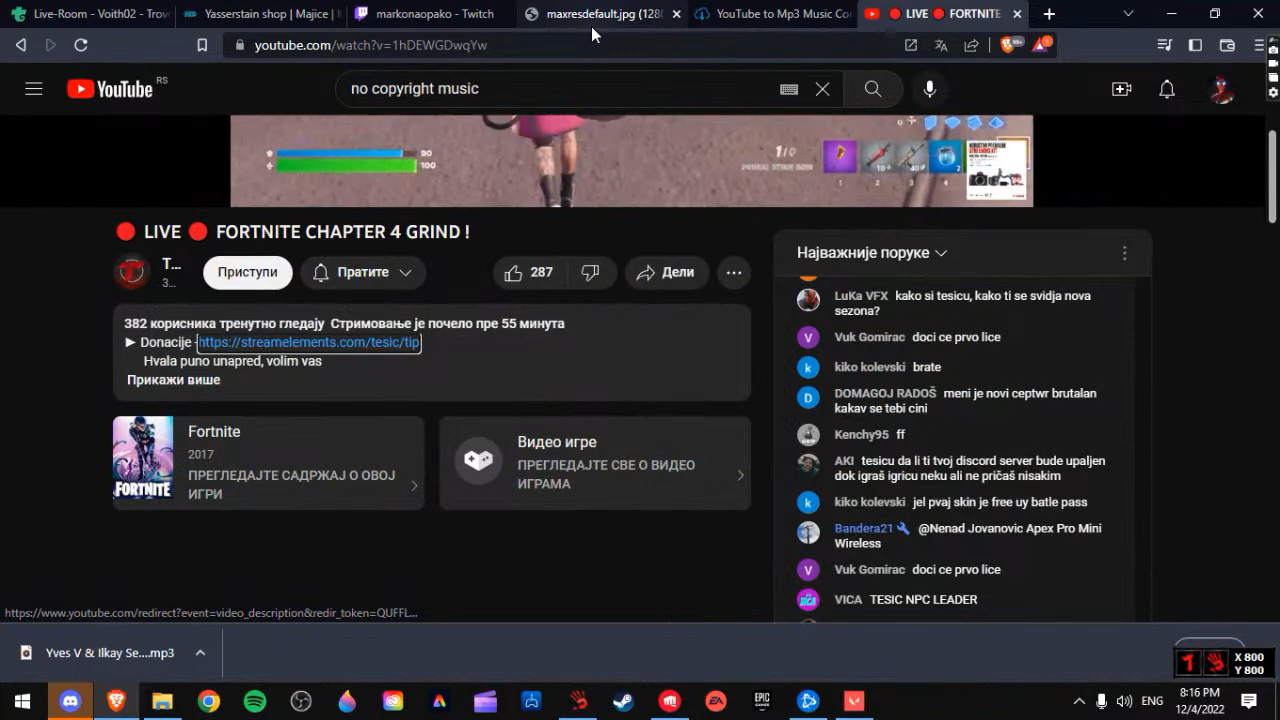 Live-Room - Voith02 - Trov
Yasserstain shop | Majice |
markonaopako - Twitch
maxresdefault.jpg (128
YouTube to Mp3 Music Co
🔴 LIVE 🔴 FORTNITE
youtube.com/watch?v=1hDEWGDwqYw
YouTube RS
no copyright music
90
100
1/0
1
2
3
4
🔴 LIVE 🔴 FORTNITE CHAPTER 4 GRIND !
T...
3...
Приступи
Пратите
287
Дели
382 корисника тренутно гледају Стримовање је почело пре 55 минута
► Donacije -https://streamelements.com/tesic/tip
Hvala puno unapred, volim vas
Прикажи више
Fortnite
2017
ПРЕГЛЕДАЈТЕ САДРЖАЈ О ОВОЈ
ИГРИ
FORTNITE
Видео игре
ПРЕГЛЕДАЈТЕ СВЕ О ВИДЕО
ИГРАМА
Најважније поруке
LuKa VFX kako si tesicu, kako ti se svidja nova
sezona?
Vuk Gomirac doci ce prvo lice
kiko kolevski brate
DOMAGOJ RADOŠ meni je novi ceptwr brutalan
kakav se tebi cini
Kenchy95 ff
AKI tesicu da li ti tvoj discord server bude upaljen
dok igraš igricu neku ali ne pričaš nisakim
kiko kolevski jel pvaj skin je free uy batle pass
Bandera21 @Nenad Jovanovic Apex Pro Mini
Wireless
Vuk Gomirac doci ce prvo lice
VICA TESIC NPC LEADER
https://www.youtube.com/redirect?event=video_description&redir_token=QUFFL...
Yves V & Ilkay Se....mp3
X 800
Y 800
ENG
8:16 PM
12/4/2022